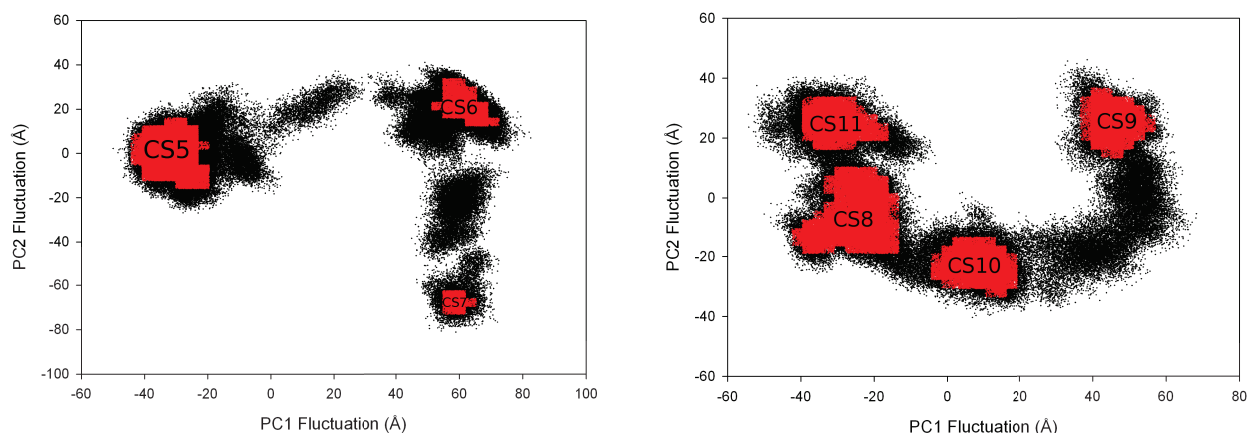 60
40
20
0
-20
-40
-60
-80
-100
PC2 Fluctuation (Å)
CS5
CS6
CS7
-60 -40 -20 0 20 40 60 80 100
PC1 Fluctuation (Å)
60
40
20
0
-20
-40
-60
PC2 Fluctuation (Å)
CS11
CS9
CS8
CS10
-60 -40 -20 0 20 40 60 80
PC1 Fluctuation (Å)